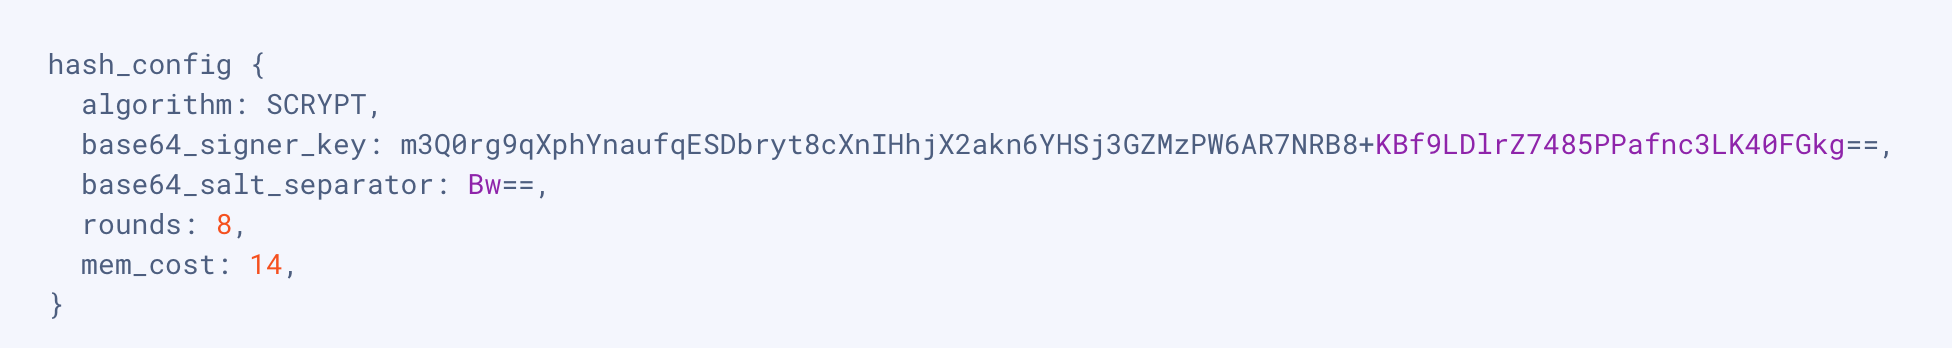 hash_config {
  algorithm: SCRYPT,
  base64_signer_key: m3Q0rg9qXphYnaufqESDbryt8cXnIHhjX2akn6YHSj3GZMzPW6AR7NRB8+KBf9LDlrZ7485PPafnc3LK40FGkg==,
  base64_salt_separator: Bw==,
  rounds: 8,
  mem_cost: 14,
}